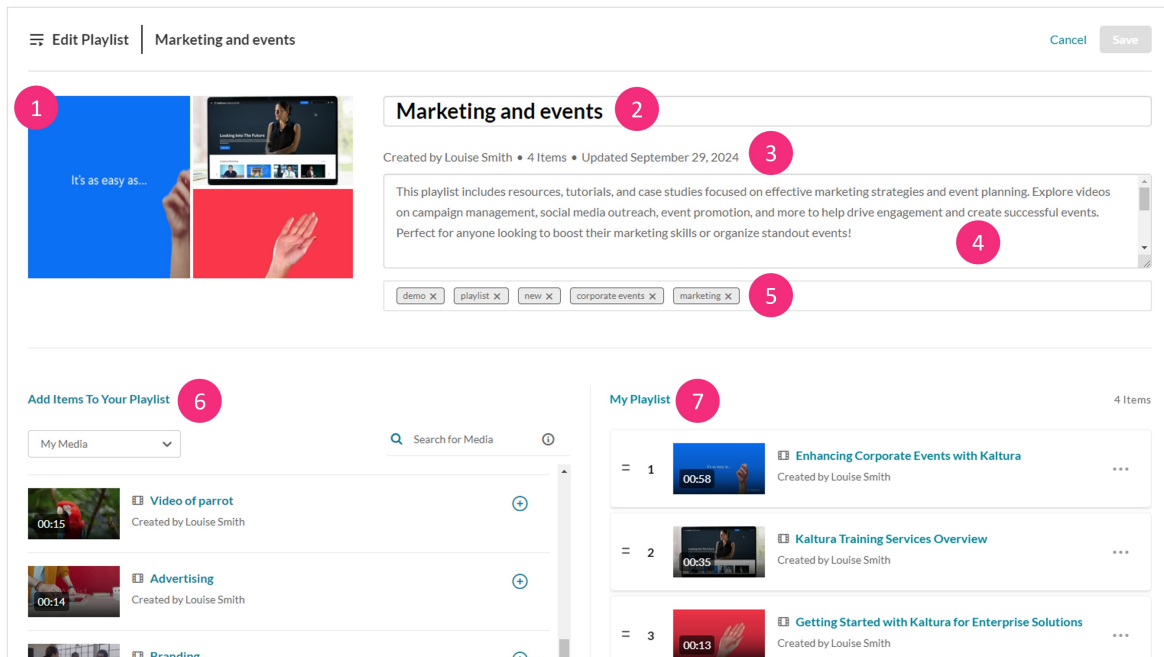 Edit Playlist Marketing and events
Cancel Save
1
It's as easy as...
Looking Into The Future
Marketing and events 2
Created by Louise Smith • 4 Items • Updated September 29, 2024 3
This playlist includes resources, tutorials, and case studies focused on effective marketing strategies and event planning. Explore videos
on campaign management, social media outreach, event promotion, and more to help drive engagement and create successful events.
Perfect for anyone looking to boost their marketing skills or organize standout events!
4
demo playlist new corporate events marketing 5
Add Items To Your Playlist 6
My Media
Search for Media
00:15
Video of parrot
Created by Louise Smith
00:14
Advertising
Created by Louise Smith
Branding
My Playlist 7
4 Items
1
00:58
Enhancing Corporate Events with Kaltura
Created by Louise Smith
2
00:35
Kaltura Training Services Overview
Created by Louise Smith
3
00:13
Getting Started with Kaltura for Enterprise Solutions
Created by Louise Smith